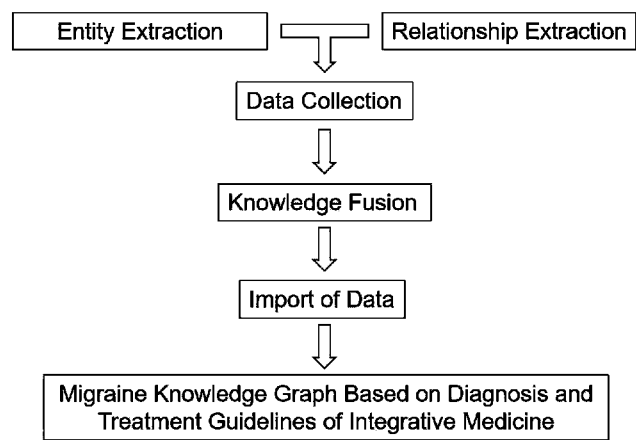 Entity Extraction
Relationship Extraction
Data Collection
Knowledge Fusion
Import of Data
Migraine Knowledge Graph Based on Diagnosis and
Treatment Guidelines of Integrative Medicine